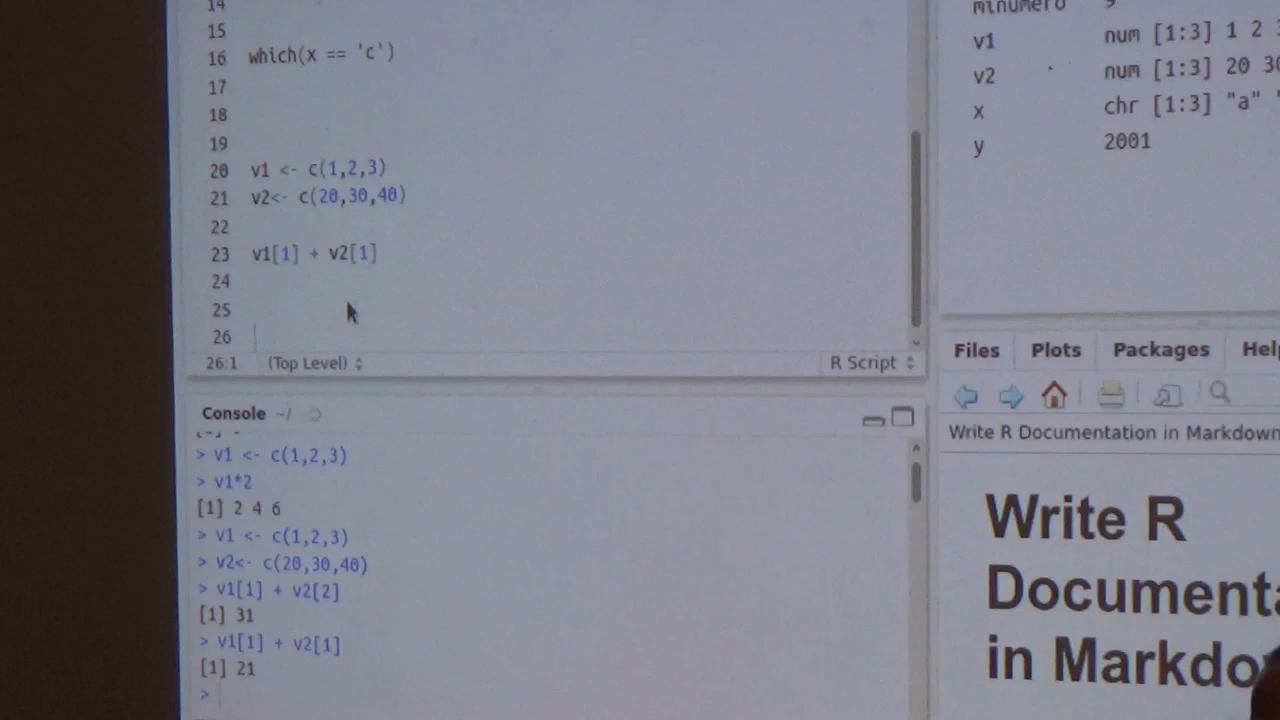 14
15
16 which(x == 'c')
17
18
19
20 v1 <- c(1,2,3)
21 v2<- c(20,30,40)
22
23 v1[1] + v2[1]
24
25
26
26:1 (Top Level) R Script
Console ~/
> v1 <- c(1,2,3)
> v1*2
[1] 2 4 6
> v1 <- c(1,2,3)
> v2<- c(20,30,40)
> v1[1] + v2[2]
[1] 31
> v1[1] + v2[1]
[1] 21
>
minumero 9
v1 num [1:3] 1 2
v2 num [1:3] 20 30
x chr [1:3] "a"
y 2001
Files Plots Packages Help
Write R Documentation in Markdown
Write R
Documenta
in Markdo